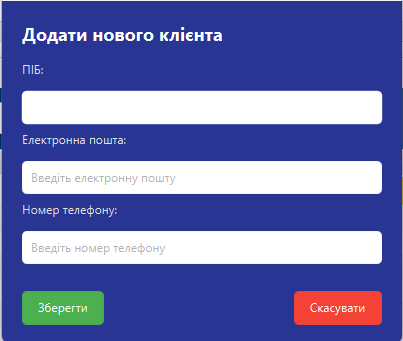 Додати нового клієнта
ПІБ:
Електронна пошта:
Введіть електронну пошту
Номер телефону:
Введіть номер телефону
Зберегти
Скасувати